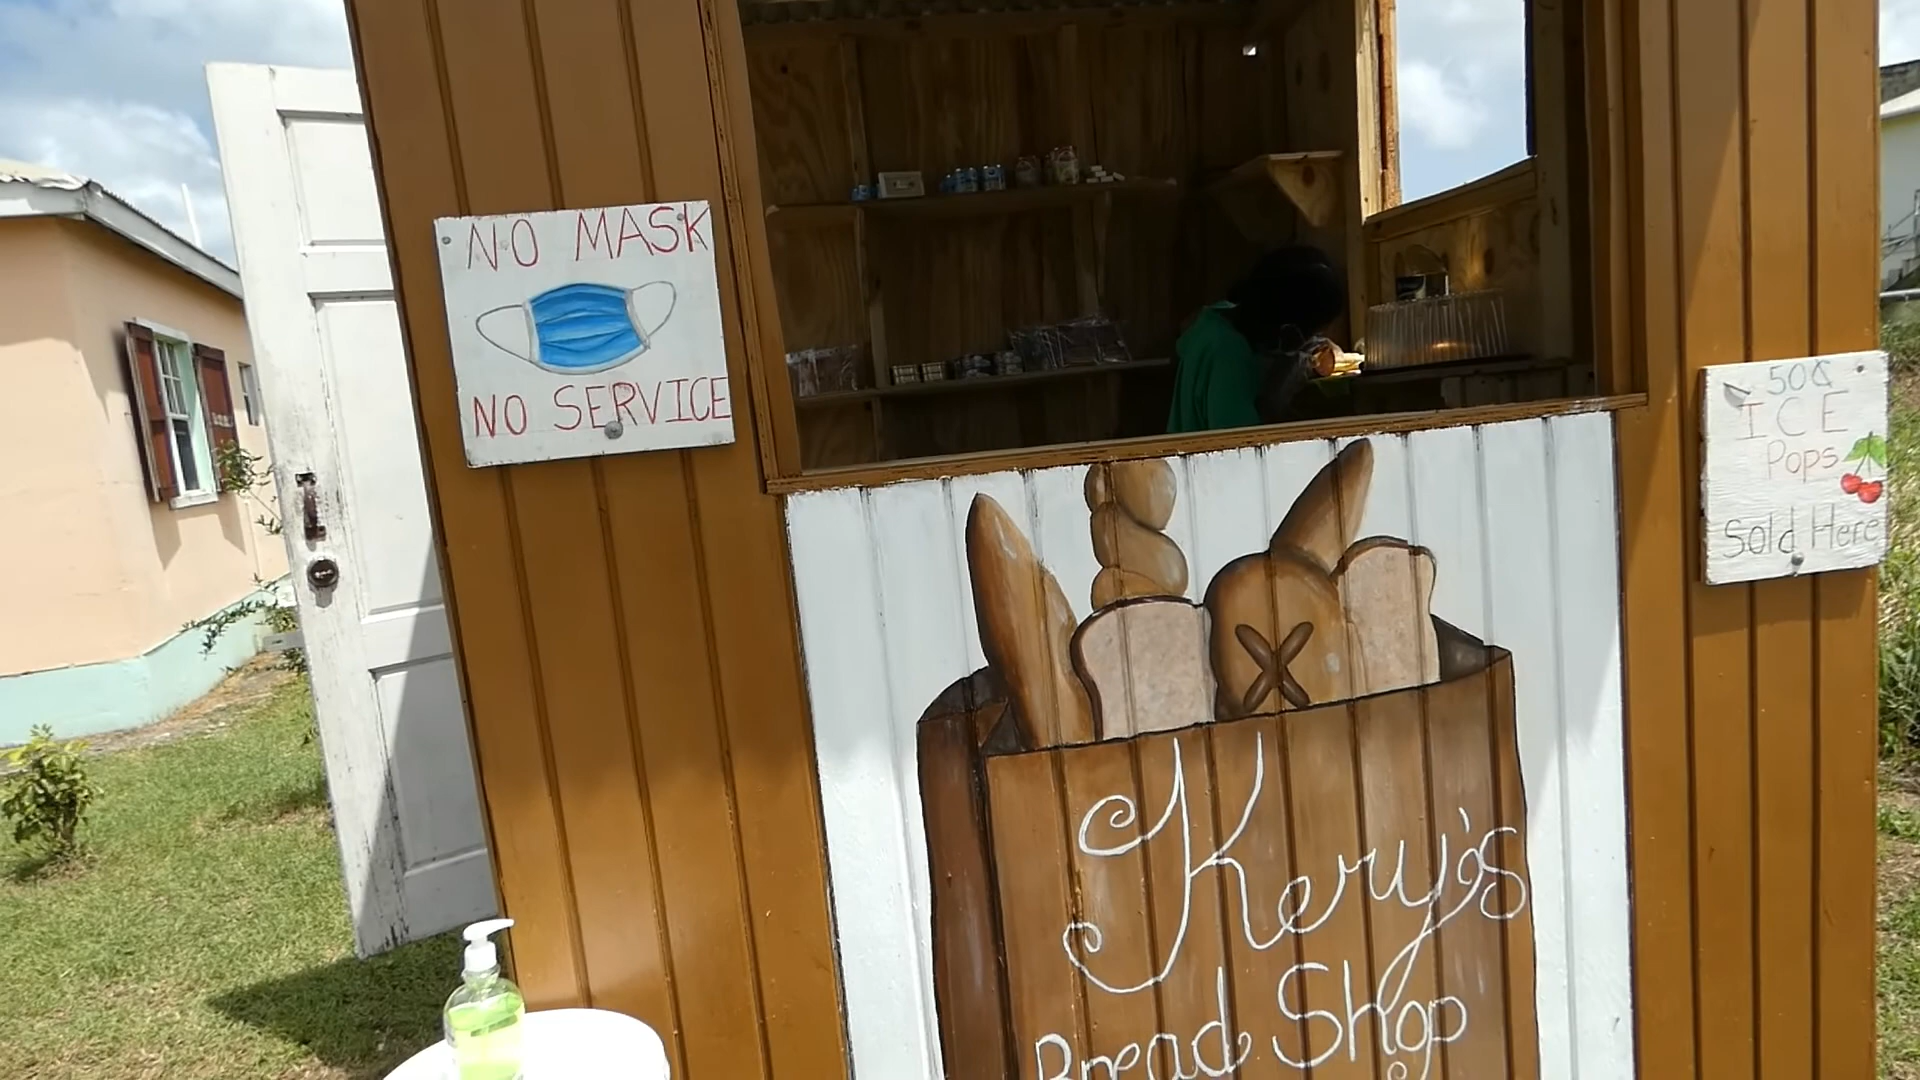 NO MASK
NO SERVICE
50¢
ICE
Pops
Sold Here
Kery's
Bread Shop